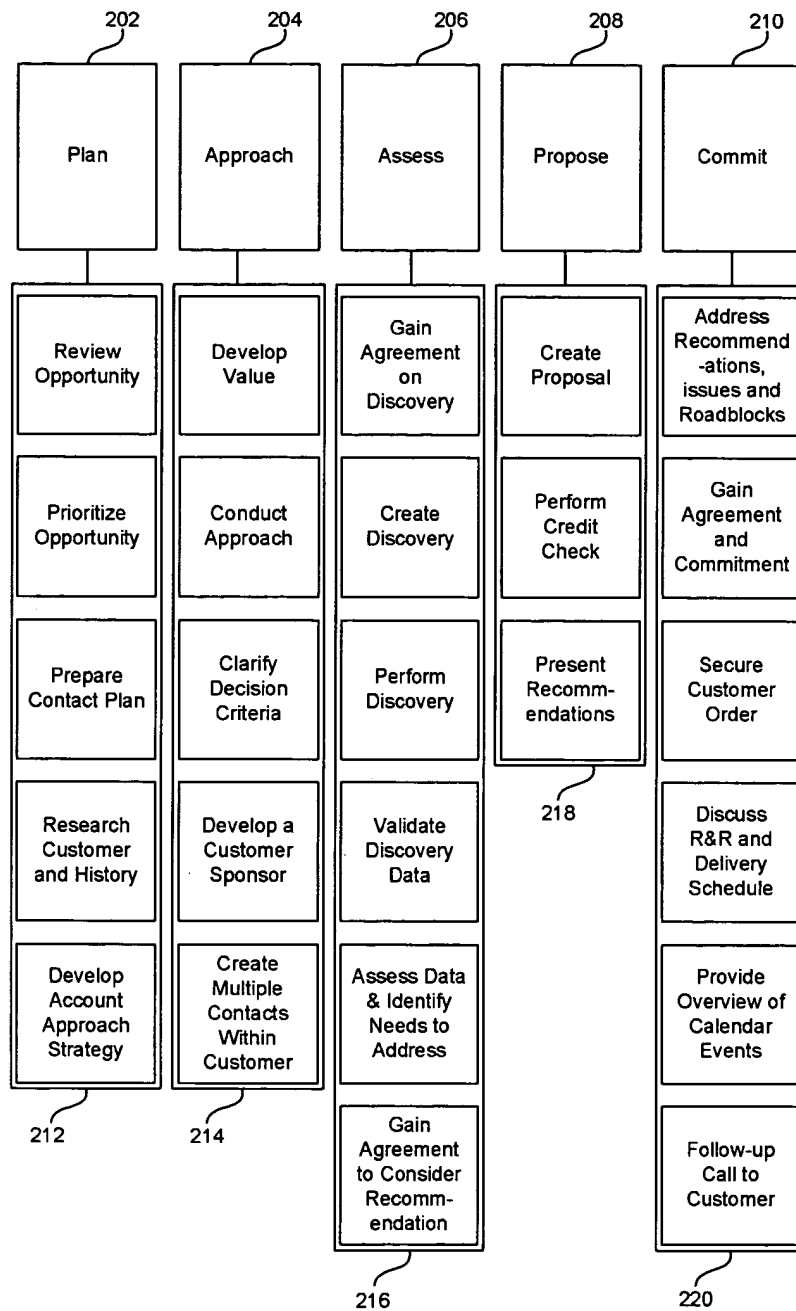 202
204
206
208
210
Plan
Approach
Assess
Propose
Commit
Review
Opportunity
Prioritize
Opportunity
Prepare
Contact Plan
Research
Customer
and History
Develop
Account
Approach
Strategy
212
Develop
Value
Conduct
Approach
Clarify
Decision
Criteria
Develop a
Customer
Sponsor
Create
Multiple
Contacts
Within
Customer
214
Gain
Agreement
on
Discovery
Create
Discovery
Perform
Discovery
Validate
Discovery
Data
Assess Data
& Identify
Needs to
Address
Gain
Agreement
to Consider
Recomm-
endation
216
Create
Proposal
Perform
Credit
Check
Present
Recomm-
endations
218
Address
Recommend
-ations,
issues and
Roadblocks
Gain
Agreement
and
Commitment
Secure
Customer
Order
Discuss
R&R and
Delivery
Schedule
Provide
Overview of
Calendar
Events
Follow-up
Call to
Customer
220